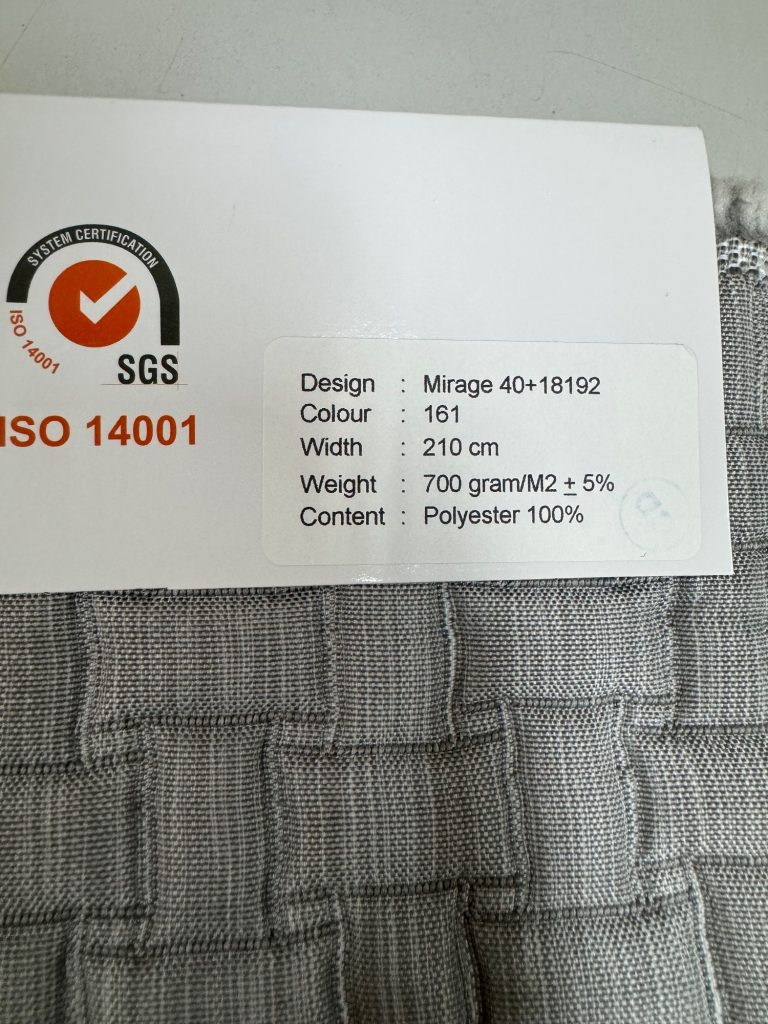 SYSTEM CERTIFICATION
ISO 14001
SGS
ISO 14001
Design : Mirage 40+18192
Colour : 161
Width : 210 cm
Weight : 700 gram/M2 ± 5%
Content : Polyester 100%